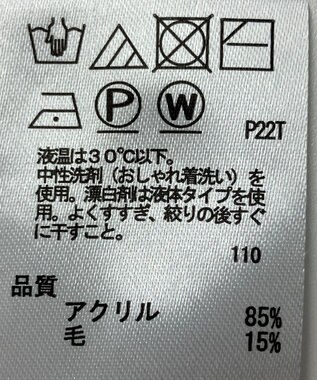 P W
P22T
液温は30℃以下。
中性洗剤（おしゃれ着洗い）を
使用。漂白剤は液体タイプを使
用。よくすすぎ、絞りの後すぐ
に干すこと。
110
品質
アクリル 85%
毛 15%